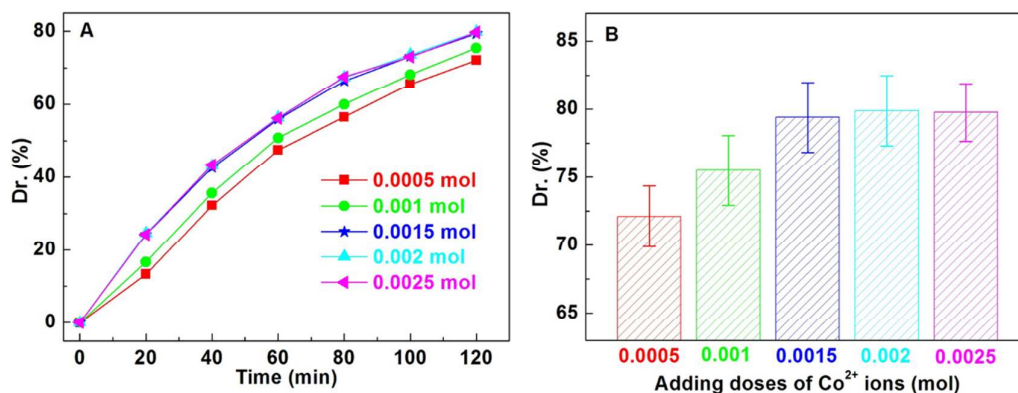 A
Dr. (%)
80
60
40
20
0
0.0005 mol
0.001 mol
0.0015 mol
0.002 mol
0.0025 mol
0 20 40 60 80 100 120
Time (min)
B
Dr. (%)
85
80
75
70
65
0.0005 0.001 0.0015 0.002 0.0025
Adding doses of Co²⁺ ions (mol)